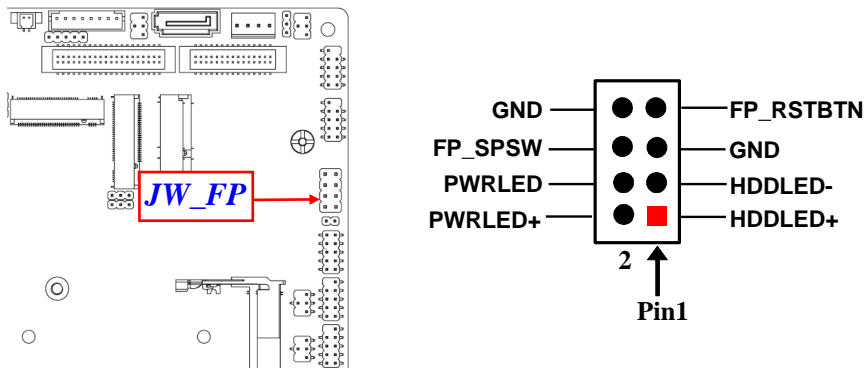 JW_FP
GND FP_RSTBTN
FP_SPSW GND
PWRLED HDDLED-
PWRLED+ HDDLED+
2
Pin1